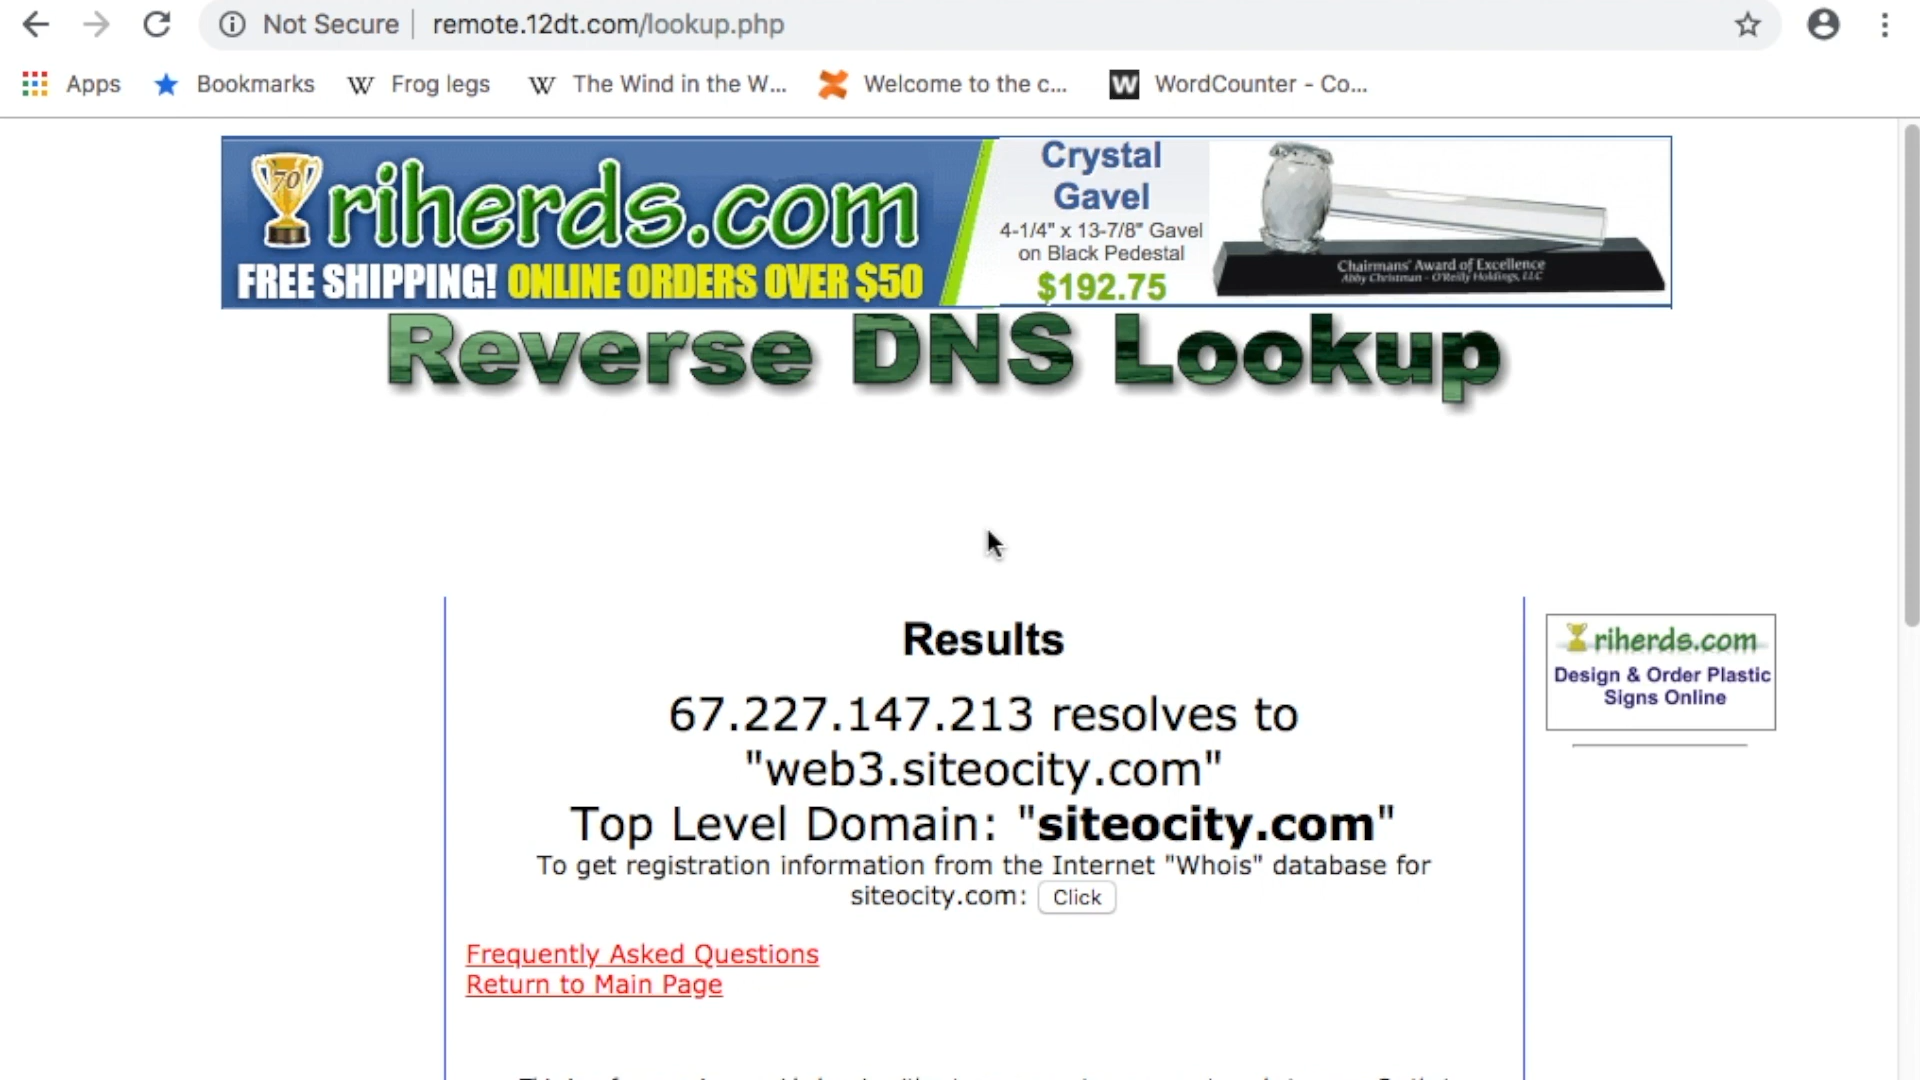 Not Secure | remote.12dt.com/lookup.php
Apps Bookmarks Frog legs The Wind in the W... Welcome to the c... WordCounter - Co...
70 riherds.com
FREE SHIPPING! ONLINE ORDERS OVER $50
Crystal
Gavel
4-1/4" x 13-7/8" Gavel
on Black Pedestal
$192.75
Chairmans' Award of Excellence
Abby Christman - O'Reily Holdings, LLC
Reverse DNS Lookup
Results
67.227.147.213 resolves to
"web3.siteocity.com"
Top Level Domain: "siteocity.com"
To get registration information from the Internet "Whois" database for
siteocity.com: Click
Frequently Asked Questions
Return to Main Page
riherds.com
Design & Order Plastic
Signs Online